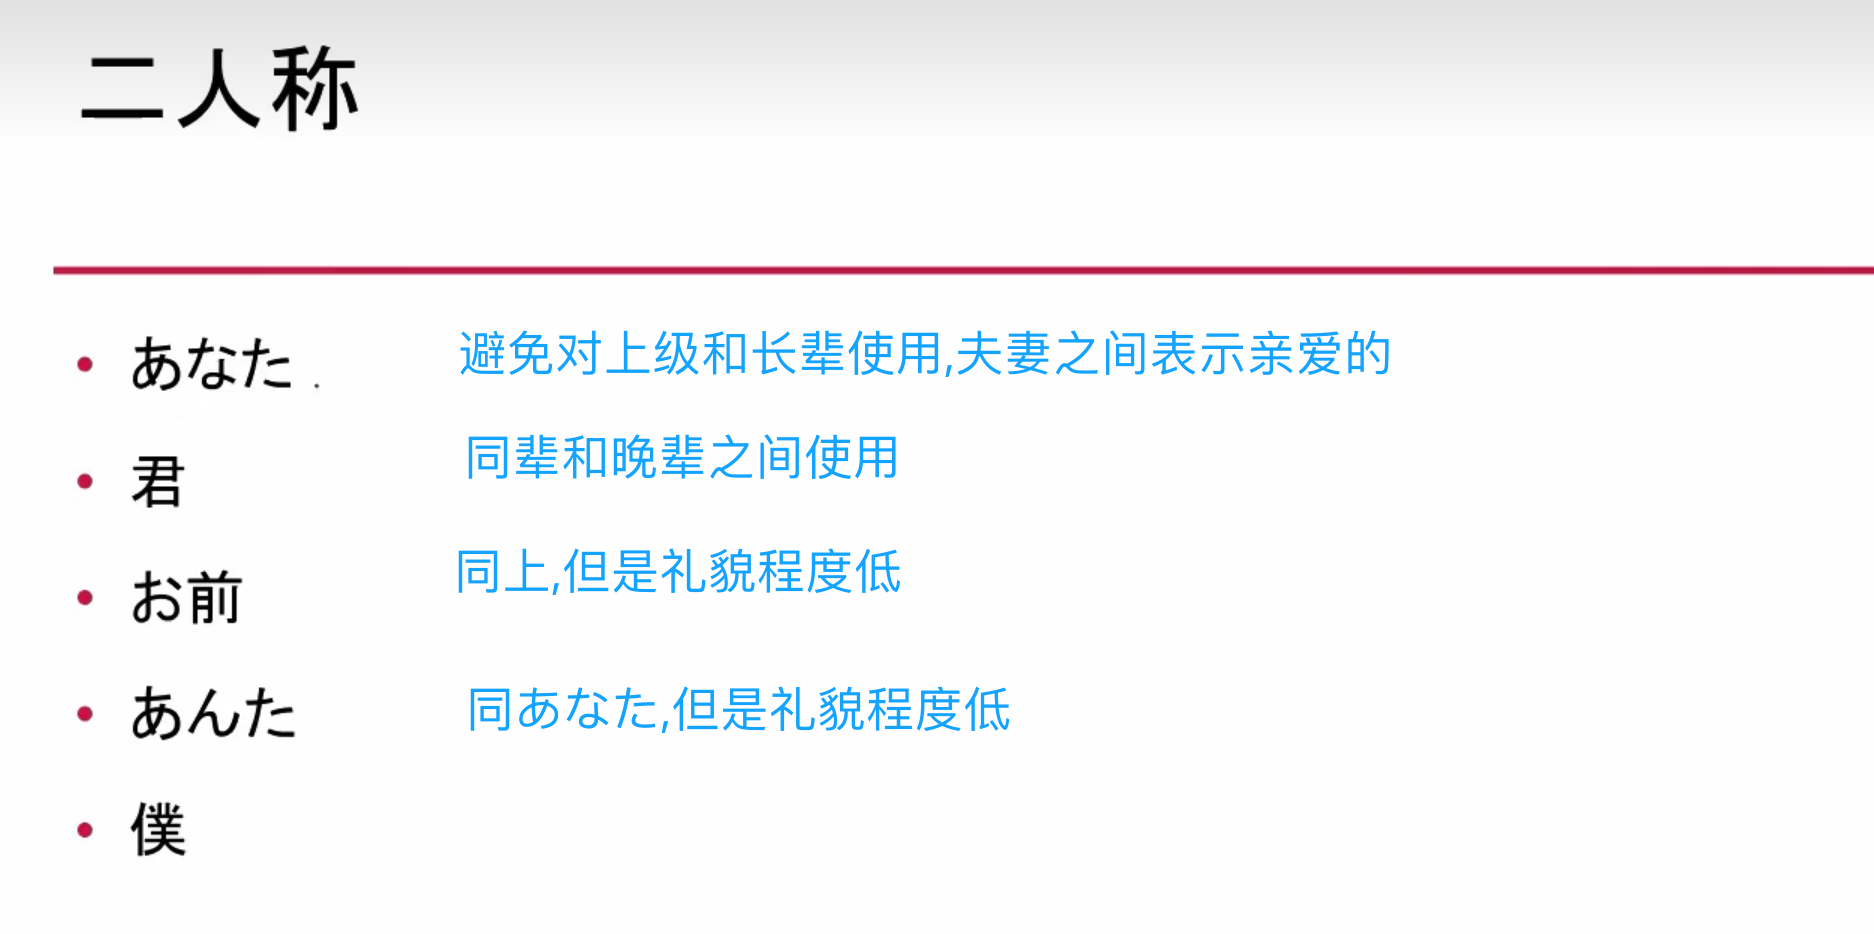 二人称
• あなた .
避免对上级和长辈使用,夫妻之间表示亲爱的
• 君
同辈和晚辈之间使用
• お前
同上,但是礼貌程度低
• あんた
同あなた,但是礼貌程度低
• 僕